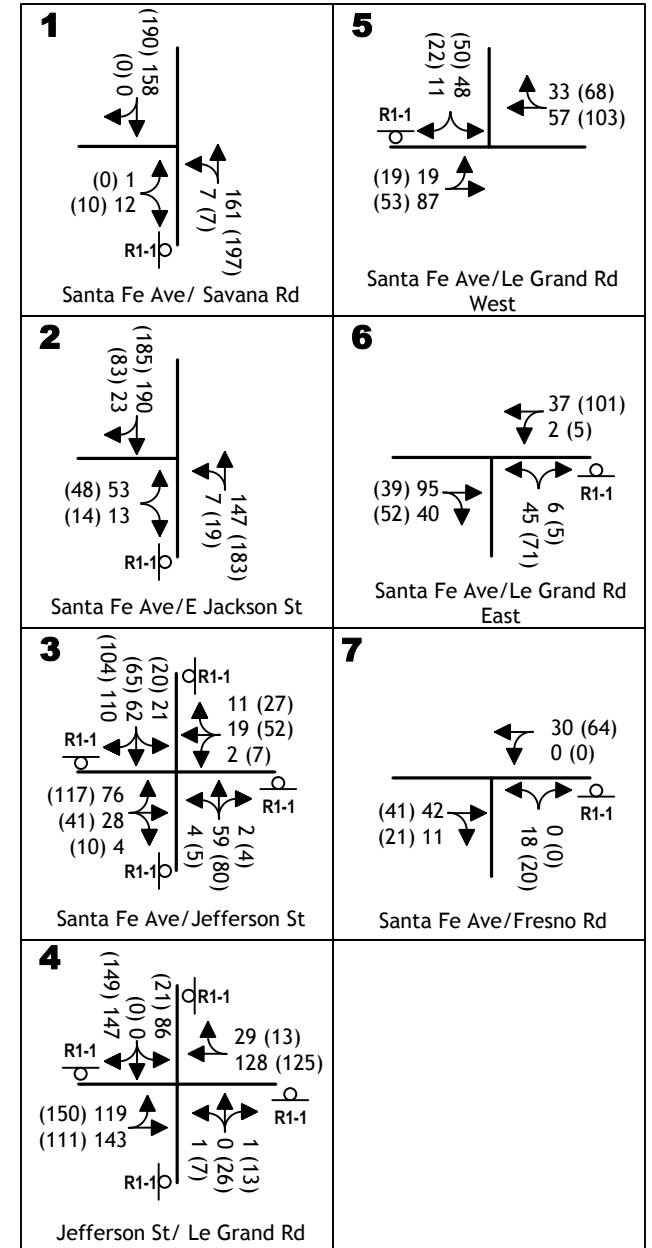 1
(190) 158
(0) 0
(0) 1
(10) 12
161 (197)
7 (7)
R1-1
Santa Fe Ave/ Savana Rd
2
(185) 190
(83) 23
(48) 53
(14) 13
147 (183)
7 (19)
R1-1
Santa Fe Ave/E Jackson St
3
(20) 21
(65) 62
(104) 110
R1-1
11 (27)
19 (52)
2 (7)
R1-1
R1-1
(117) 76
(41) 28
(10) 4
2 (4)
59 (80)
4 (5)
R1-1
Santa Fe Ave/Jefferson St
4
(21) 86
(0) 0
(149) 147
R1-1
29 (13)
128 (125)
R1-1
R1-1
(150) 119
(111) 143
1 (13)
0 (26)
1 (7)
R1-1
Jefferson St/ Le Grand Rd
5
(50) 48
(22) 11
33 (68)
57 (103)
R1-1
(19) 19
(53) 87
Santa Fe Ave/Le Grand Rd
West
6
37 (101)
2 (5)
(39) 95
(52) 40
R1-1
6 (5)
45 (71)
Santa Fe Ave/Le Grand Rd
East
7
30 (64)
0 (0)
(41) 42
(21) 11
R1-1
0 (0)
18 (20)
Santa Fe Ave/Fresno Rd